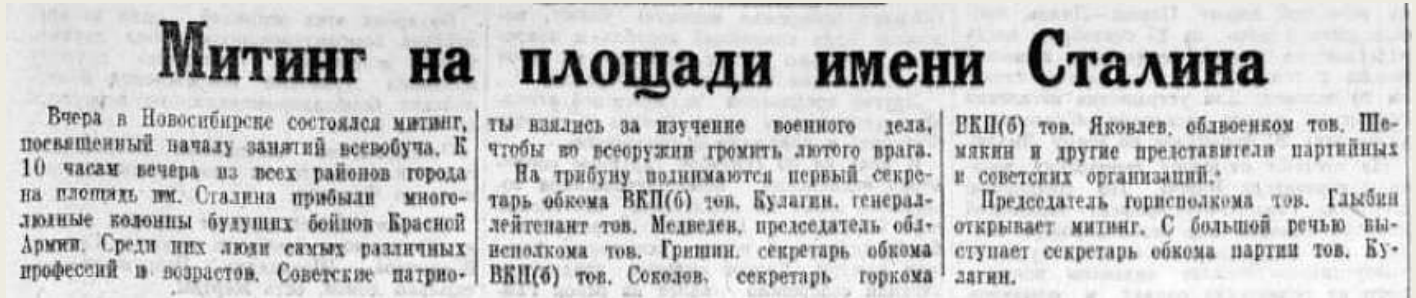 Митинг на площади имени Сталина
Вчера в Новосибирске состоялся митинг,
посвященный началу занятий всевобуча. К
10 часам вечера из всех районов города
на площадь им. Сталина прибыли много-
людные колонны будущих бойцов Красной
Армии. Среди них люди самых различных
профессий и возрастов. Советские патрио-
ты взялись за изучение военного дела,
чтобы во всеоружии громить лютого врага.
На трибуну поднимаются первый секре-
тарь обкома ВКП(б) тов. Кулагин, генерал-
лейтенант тов. Медведев, председатель обл-
исполкома тов. Гришин, секретарь обкома
ВКП(б) тов. Соколов, секретарь горкома
ВКП(б) тов. Яковлев, облвоенком тов. Ше-
мякин и другие представители партийных
и советских организаций.
Председатель горисполкома тов. Глыбин
открывает митинг. С большой речью вы-
ступает секретарь обкома партии тов. Ку-
лагин.